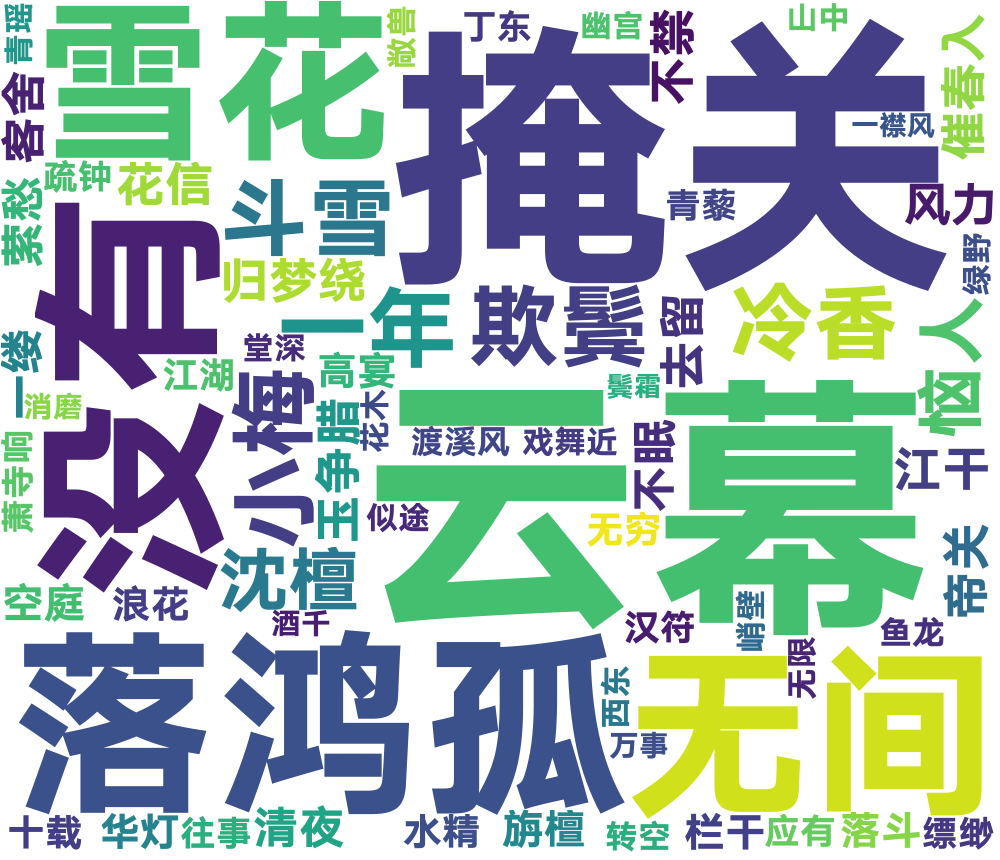 青瑶
雪花
敞兽
丁东
幽宫
不禁
中
掩关
催春人
客舍
一襟风
疏钟
花信
萦愁
斗雪
青藜
风力
没有
归梦绕
绿野
一年
欺鬓
去留
冷香
恼人
一缕
堂深
江湖
高宴
小梅
鬓霜
消磨
腊
花木
云幕
萧寺响
玉争
渡溪风
戏舞近
不眠
江干
似途
无穷
沈檀
帝关
空庭
浪花
酒千
峭壁
汉符
鱼龙
落鸿孤
西东
无限
无间
万事
十载
华灯
往事
清夜
水精
旃檀
转空
栏干
应有
落斗
缥缈